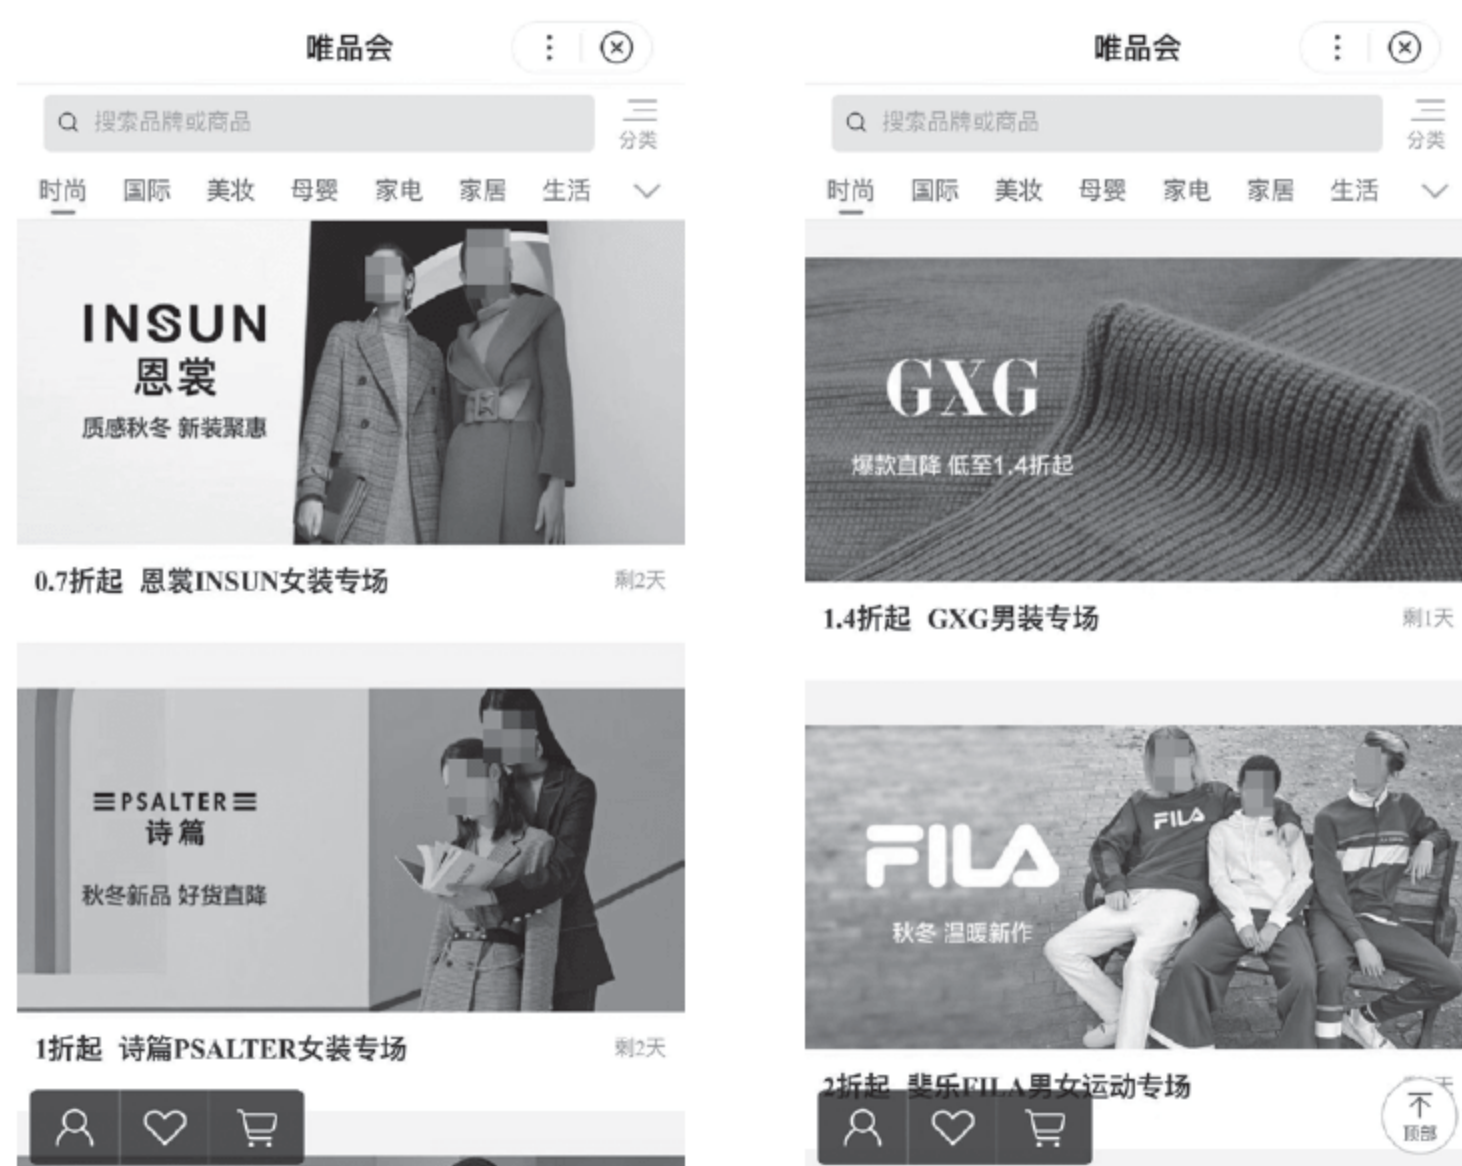 唯品会
搜索品牌或商品
分类
时尚 国际 美妆 母婴 家电 家居 生活
INSUN
恩裳
质感秋冬 新装聚惠
0.7折起 恩裳INSUN女装专场 剩2天
PSALTER
诗篇
秋冬新品 好货直降
1折起 诗篇PSALTER女装专场 剩2天
唯品会
搜索品牌或商品
分类
时尚 国际 美妆 母婴 家电 家居 生活
GXG
爆款直降 低至1.4折起
1.4折起 GXG男装专场 剩1天
FILA
FILA
秋冬 温暖新作
2折起 斐乐FILA男女运动专场
顶部